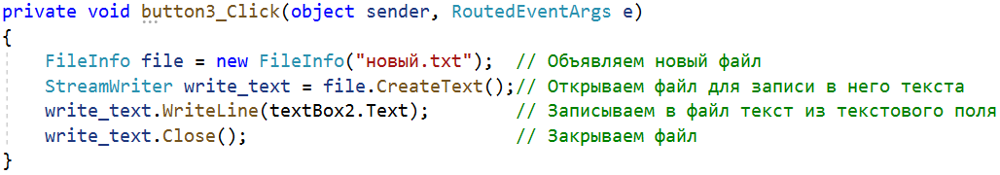 private void button3_Click(object sender, RoutedEventArgs e)
{
    FileInfo file = new FileInfo("новый.txt");  // Объявляем новый файл
    StreamWriter write_text = file.CreateText();// Открываем файл для записи в него текста
    write_text.WriteLine(textBox2.Text);        // Записываем в файл текст из текстового поля
    write_text.Close();                         // Закрываем файл
}